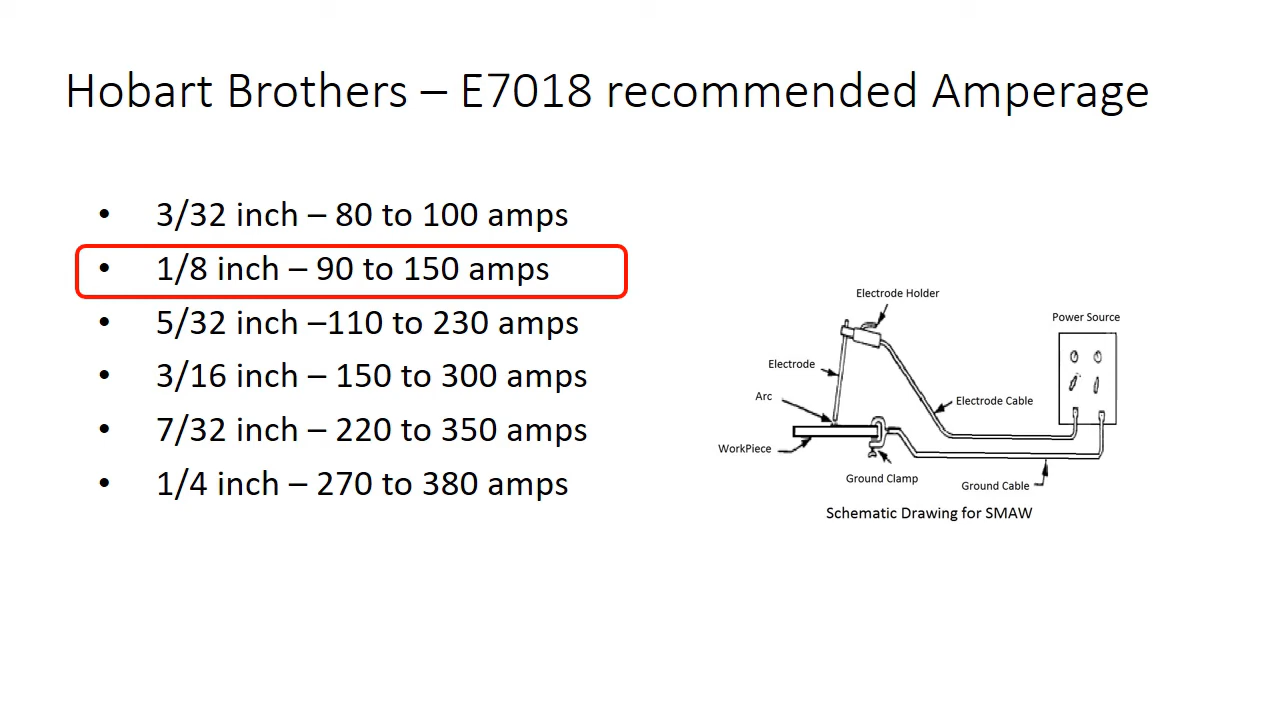 Hobart Brothers – E7018 recommended Amperage
• 3/32 inch – 80 to 100 amps
• 1/8 inch – 90 to 150 amps
• 5/32 inch –110 to 230 amps
• 3/16 inch – 150 to 300 amps
• 7/32 inch – 220 to 350 amps
• 1/4 inch – 270 to 380 amps
Electrode Holder
Power Source
Electrode
Arc
Electrode Cable
WorkPiece
Ground Clamp
Ground Cable
Schematic Drawing for SMAW